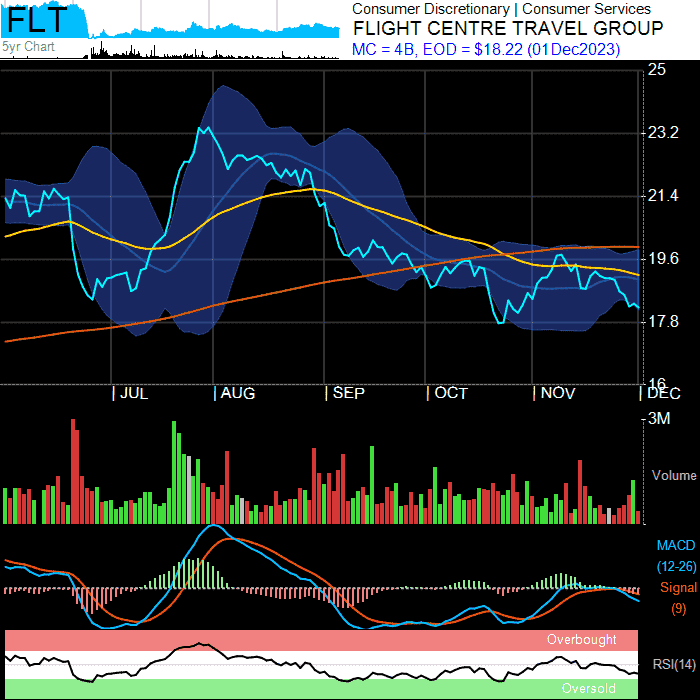 FLT
5yr Chart
Consumer Discretionary | Consumer Services
FLIGHT CENTRE TRAVEL GROUP
MC = 4B, EOD = $18.22 (01Dec2023)
25
23.2
21.4
19.6
17.8
16
JUL
AUG
SEP
OCT
NOV
DEC
3M
Volume
MACD
(12-26)
Signal
(9)
Overbought
RSI(14)
Oversold